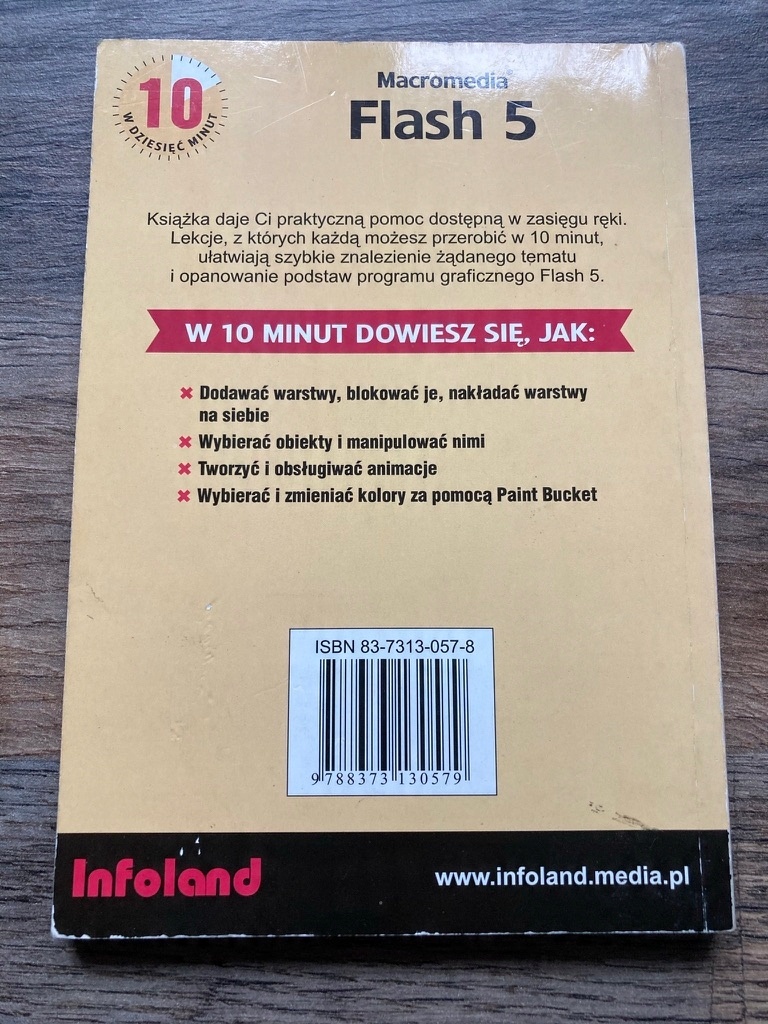 10
W DZIESIĘĆ MINUT
Macromedia
Flash 5
Książka daje Ci praktyczną pomoc dostępną w zasięgu ręki.
Lekcje, z których każdą możesz przerobić w 10 minut,
ułatwiają szybkie znalezienie żądanego tematu
i opanowanie podstaw programu graficznego Flash 5.
W 10 MINUT DOWIESZ SIĘ, JAK:
Dodawać warstwy, blokować je, nakładać warstwy
na siebie
Wybierać obiekty i manipulować nimi
Tworzyć i obsługiwać animacje
Wybierać i zmieniać kolory za pomocą Paint Bucket
ISBN 83-7313-057-8
9 788373 130579
Infoland
www.infoland.media.pl